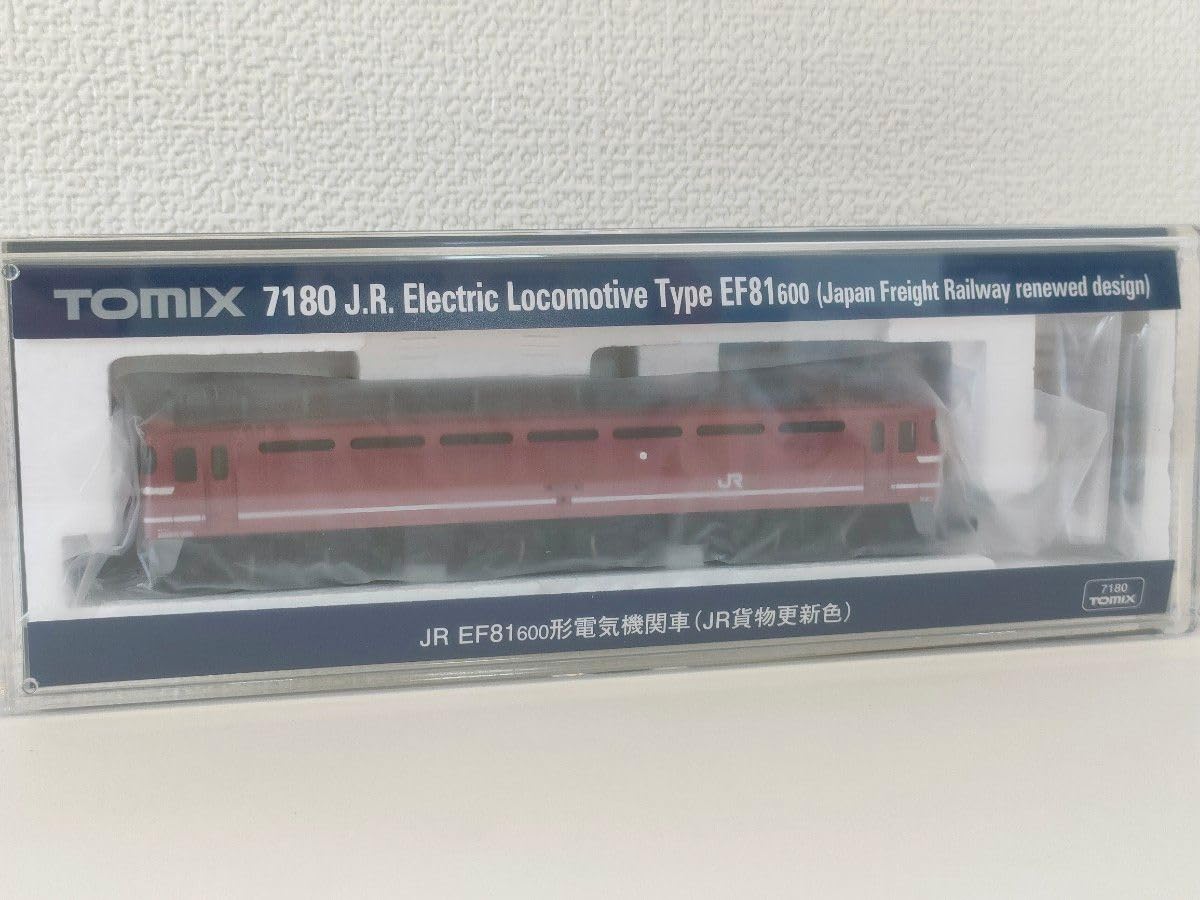 TOMIX 7180 J.R. Electric Locomotive Type EF81600 (Japan Freight Railway renewed design)
JR
JR EF81600形電気機関車(JR貨物更新色)
7180
TOMIX